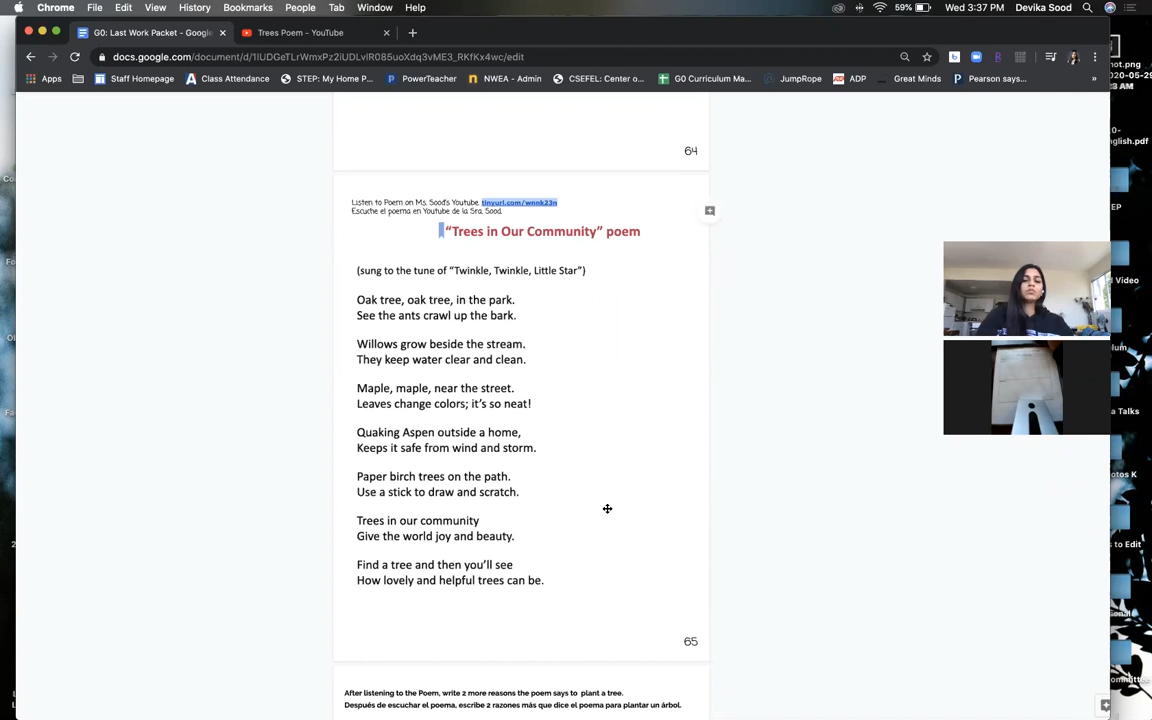 Chrome File Edit View History Bookmarks People Tab Window Help 59% Wed 3:37 PM Devika Sood
G0: Last Work Packet - Google Trees Poem - YouTube
docs.google.com/document/d/1IUDGeTLrWmxPz2iUDLvlR085uoXdq3vME3_RKfKx4wc/edit
Apps Staff Homepage Class Attendance STEP: My Home P... PowerTeacher NWEA - Admin CSEFEL: Center o... G0 Curriculum Ma... JumpRope ADP Great Minds Pearson says...
64
Listen to Poem on Ms. Sood's Youtube, tinyurl.com/wnnk23n
Escuche el poema en Youtube de la Sra. Sood.
“Trees in Our Community” poem
(sung to the tune of “Twinkle, Twinkle, Little Star”)
Oak tree, oak tree, in the park.
See the ants crawl up the bark.
Willows grow beside the stream.
They keep water clear and clean.
Maple, maple, near the street.
Leaves change colors; it’s so neat!
Quaking Aspen outside a home,
Keeps it safe from wind and storm.
Paper birch trees on the path.
Use a stick to draw and scratch.
Trees in our community
Give the world joy and beauty.
Find a tree and then you’ll see
How lovely and helpful trees can be.
65
After listening to the Poem, write 2 more reasons the poem says to plant a tree.
Después de escuchar el poema, escribe 2 razones más que dice el poema para plantar un árbol.